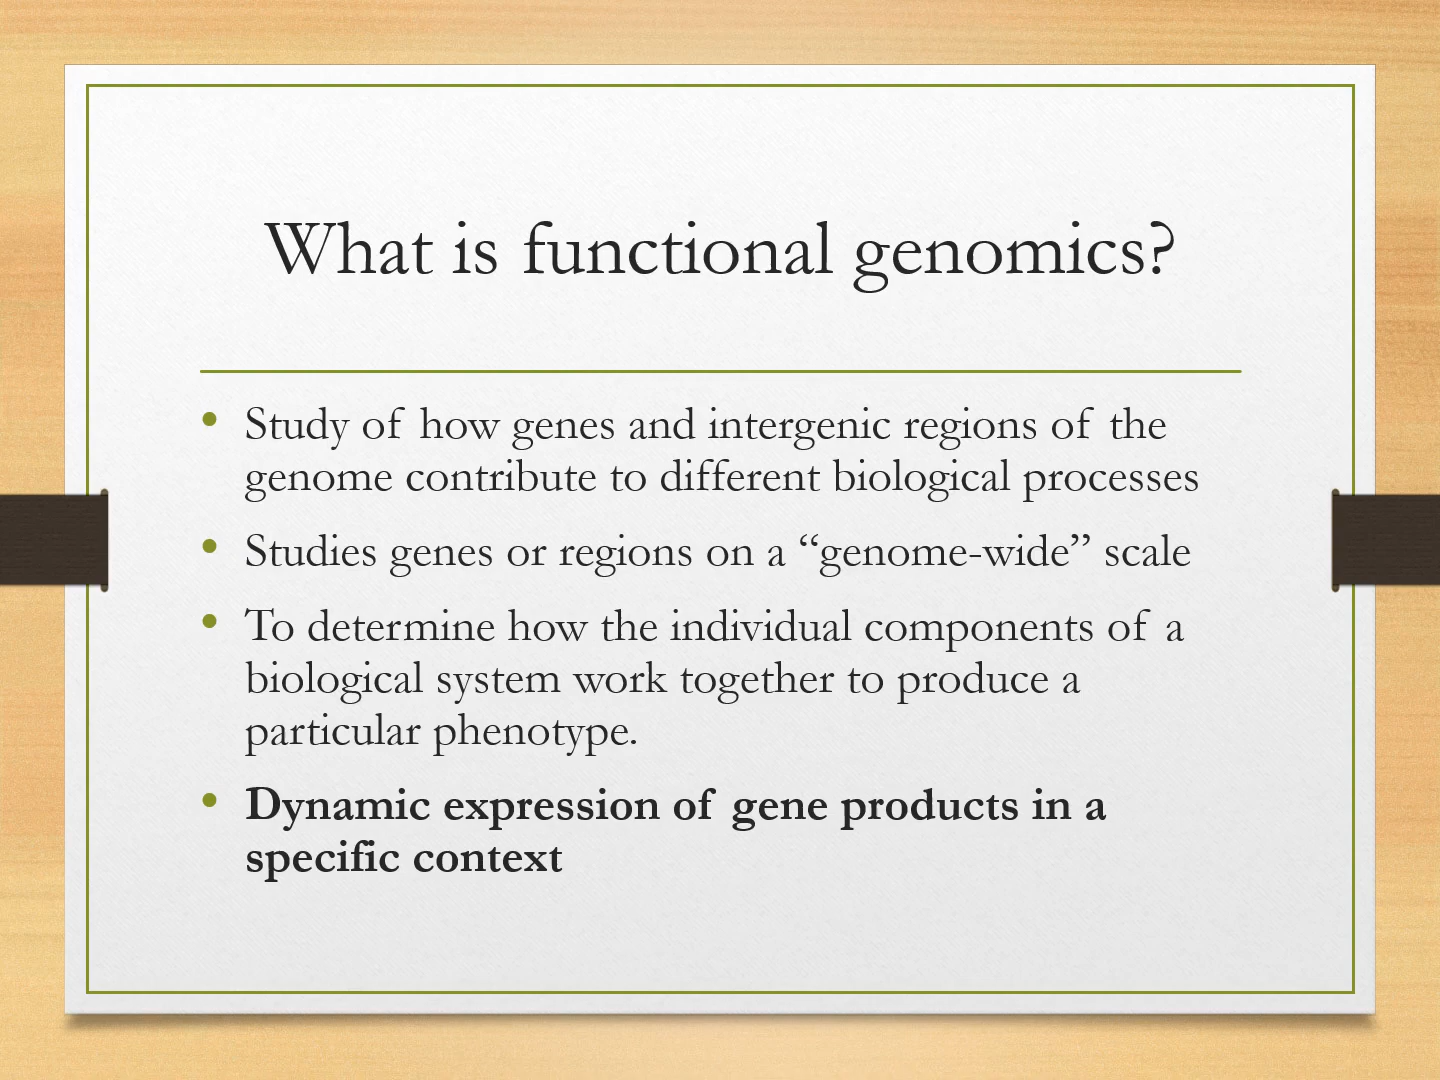 What is functional genomics?
• Study of how genes and intergenic regions of the
genome contribute to different biological processes
• Studies genes or regions on a “genome-wide” scale
• To determine how the individual components of a
biological system work together to produce a
particular phenotype.
• Dynamic expression of gene products in a
specific context